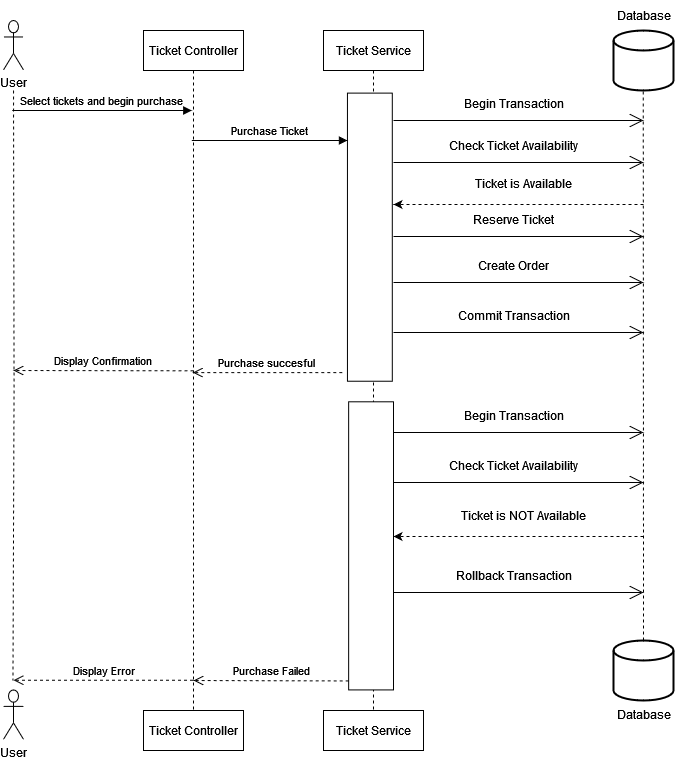 Database
User
Ticket Controller
Ticket Service
Select tickets and begin purchase
Begin Transaction
Purchase Ticket
Check Ticket Availability
Ticket is Available
Reserve Ticket
Create Order
Commit Transaction
Display Confirmation
Purchase succesful
Begin Transaction
Check Ticket Availability
Ticket is NOT Available
Rollback Transaction
Display Error
Purchase Failed
User
Ticket Controller
Ticket Service
Database